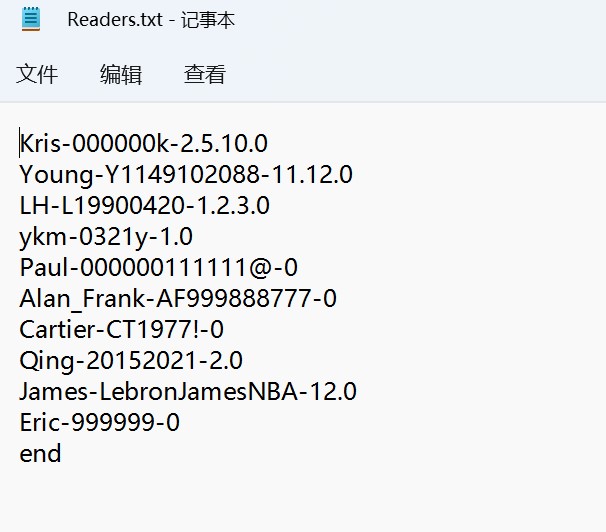 Readers.txt - 记事本
文件 编辑 查看
Kris-000000k-2.5.10.0
Young-Y1149102088-11.12.0
LH-L19900420-1.2.3.0
ykm-0321y-1.0
Paul-000000111111@-0
Alan_Frank-AF999888777-0
Cartier-CT1977!-0
Qing-20152021-2.0
James-LebronJamesNBA-12.0
Eric-999999-0
end